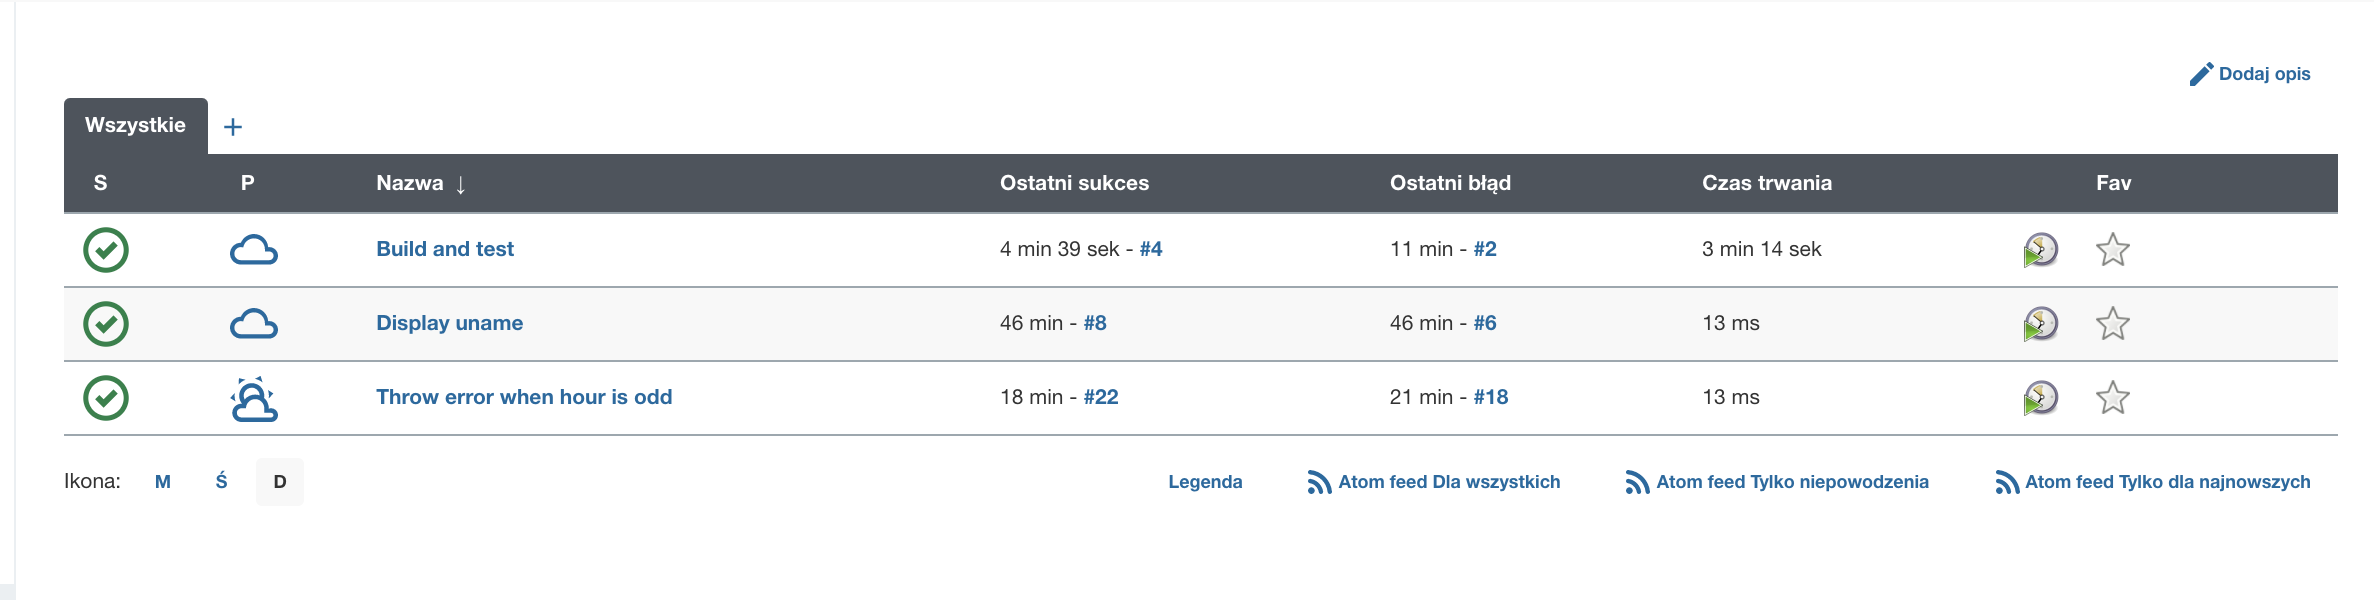 Dodaj opis
Wszystkie +
S P Nazwa ↓ Ostatni sukces Ostatni błąd Czas trwania Fav
Build and test 4 min 39 sek - #4 11 min - #2 3 min 14 sek
Display uname 46 min - #8 46 min - #6 13 ms
Throw error when hour is odd 18 min - #22 21 min - #18 13 ms
Ikona: M Ś D Legenda Atom feed Dla wszystkich Atom feed Tylko niepowodzenia Atom feed Tylko dla najnowszych